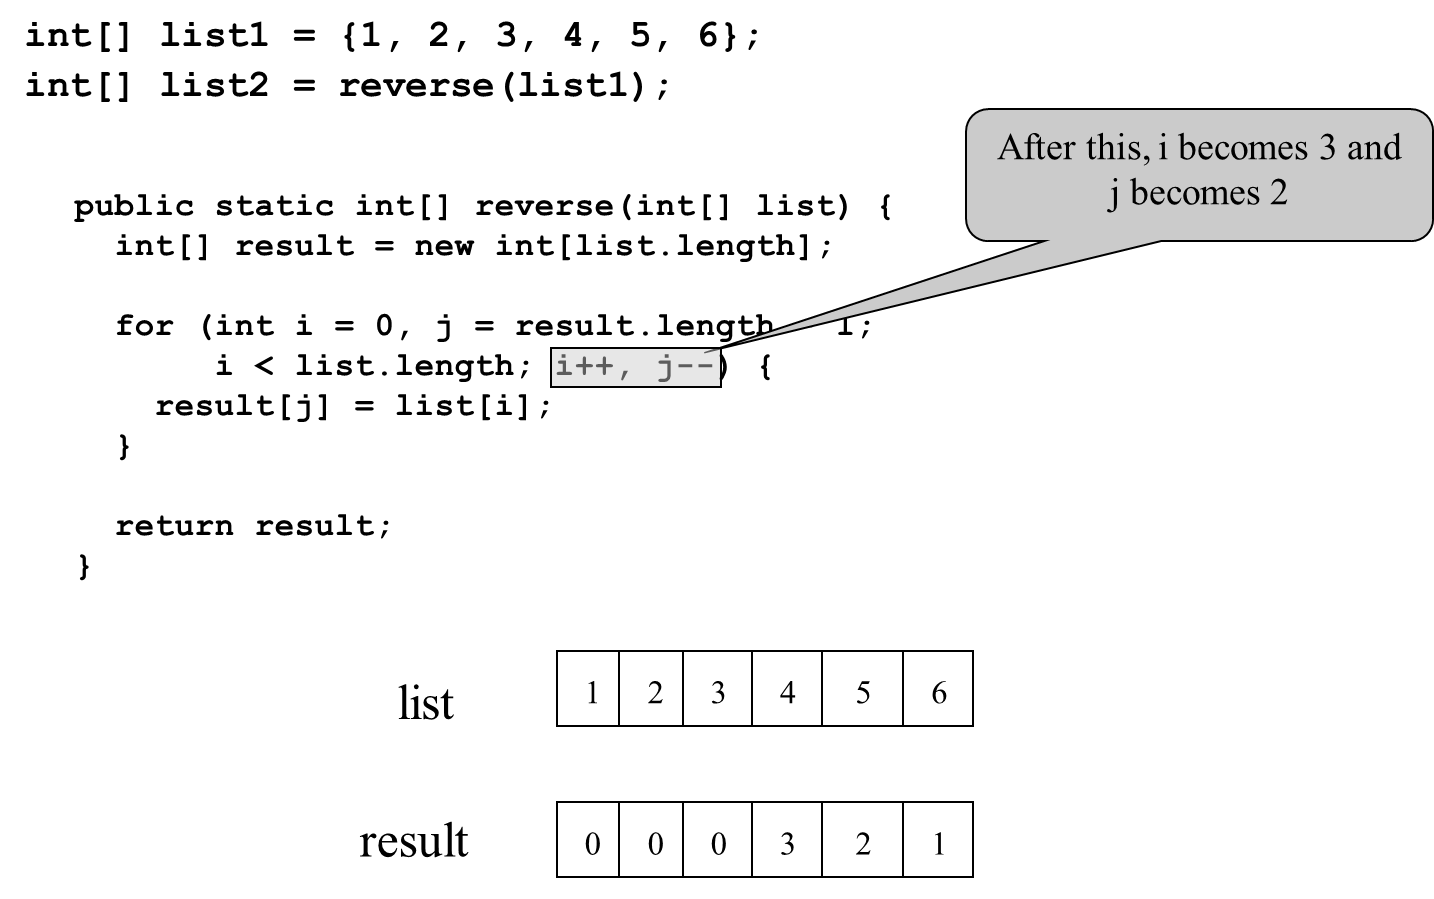 int[] list1 = {1, 2, 3, 4, 5, 6};
int[] list2 = reverse(list1);
After this, i becomes 3 and
j becomes 2
public static int[] reverse(int[] list) {
int[] result = new int[list.length];
for (int i = 0, j = result.length 1;
i < list.length; i++, j--) {
result[j] = list[i];
}
return result;
}
list 1 2 3 4 5 6
result 0 0 0 3 2 1